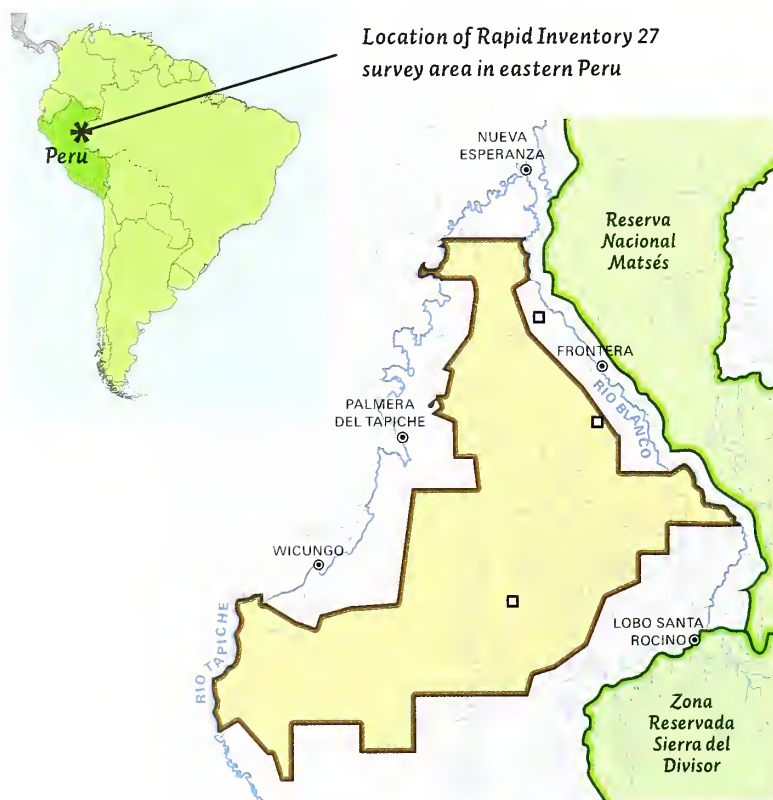 Location of Rapid Inventory 27
survey area in eastern Peru
Peru
NUEVA
ESPERANZA
Reserva
Nacional
Matsés
FRONTERA
RIO BLANCO
PALMERA
DEL TAPICHE
WICUNGO
RIO TAPICHE
LOBO SANTA
ROCINO
Zona
Reservada
Sierra del
Divisor